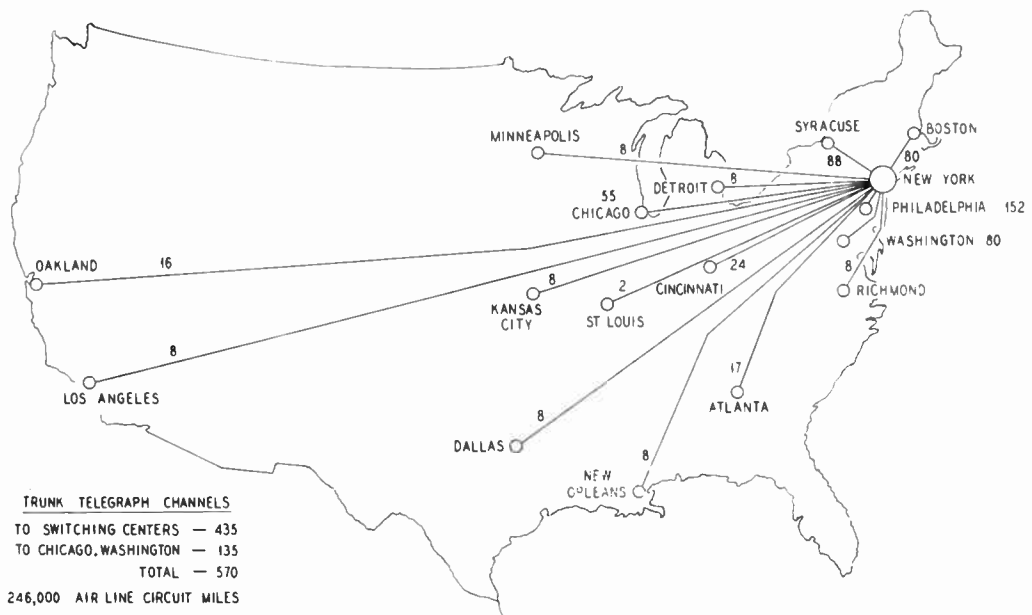 SYRACUSE
BOSTON
MINNEAPOLIS
8
88
80
NEW YORK
DETROIT
8
55
CHICAGO
PHILADELPHIA 152
WASHINGTON 80
OAKLAND
16
8
24
CINCINNATI
8
RICHMOND
KANSAS
CITY
2
ST LOUIS
8
LOS ANGELES
17
ATLANTA
8
DALLAS
8
NEW
ORLEANS
TRUNK TELEGRAPH CHANNELS
TO SWITCHING CENTERS — 435
TO CHICAGO, WASHINGTON — 135
TOTAL — 570
246,000 AIR LINE CIRCUIT MILES